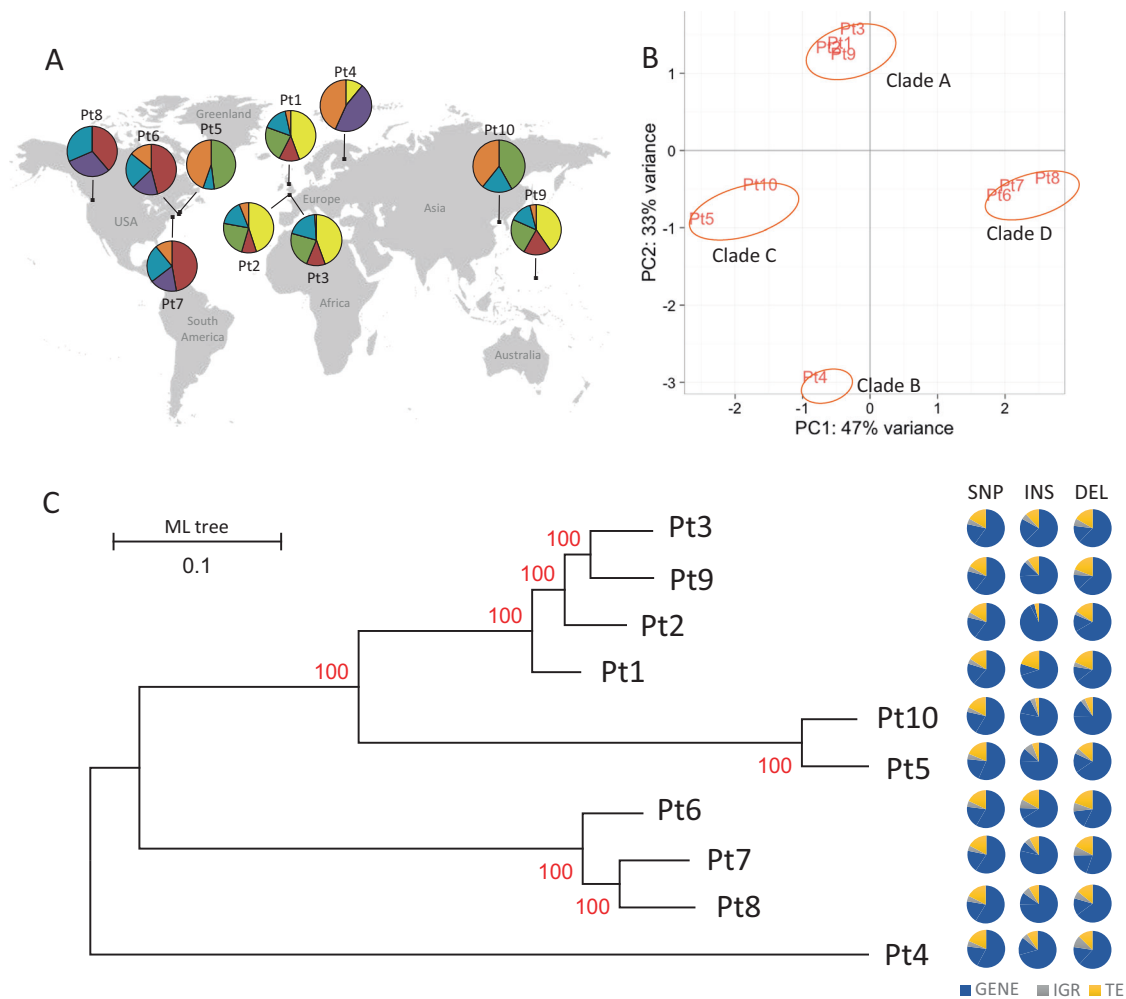 A
Pt4
Pt1
Pt8
Greenland
Pt6
Pt5
Pt10
Pt9
Europe
Asia
USA
Pt2
Pt3
Africa
Pt7
South
America
Australia
B
PC2: 33% variance
1
0
-1
-2
-3
Pt3
Pt1
Pt2
Pt9
Clade A
Pt10
Pt5
Clade C
Pt7
Pt8
Pt6
Clade D
Pt4
Clade B
-2
-1
0
1
2
PC1: 47% variance
C
ML tree
0.1
SNP INS DEL
100
Pt3
100
Pt9
100
Pt2
100
Pt1
Pt10
100
Pt5
Pt6
100
Pt7
100
Pt8
Pt4
GENE IGR TE